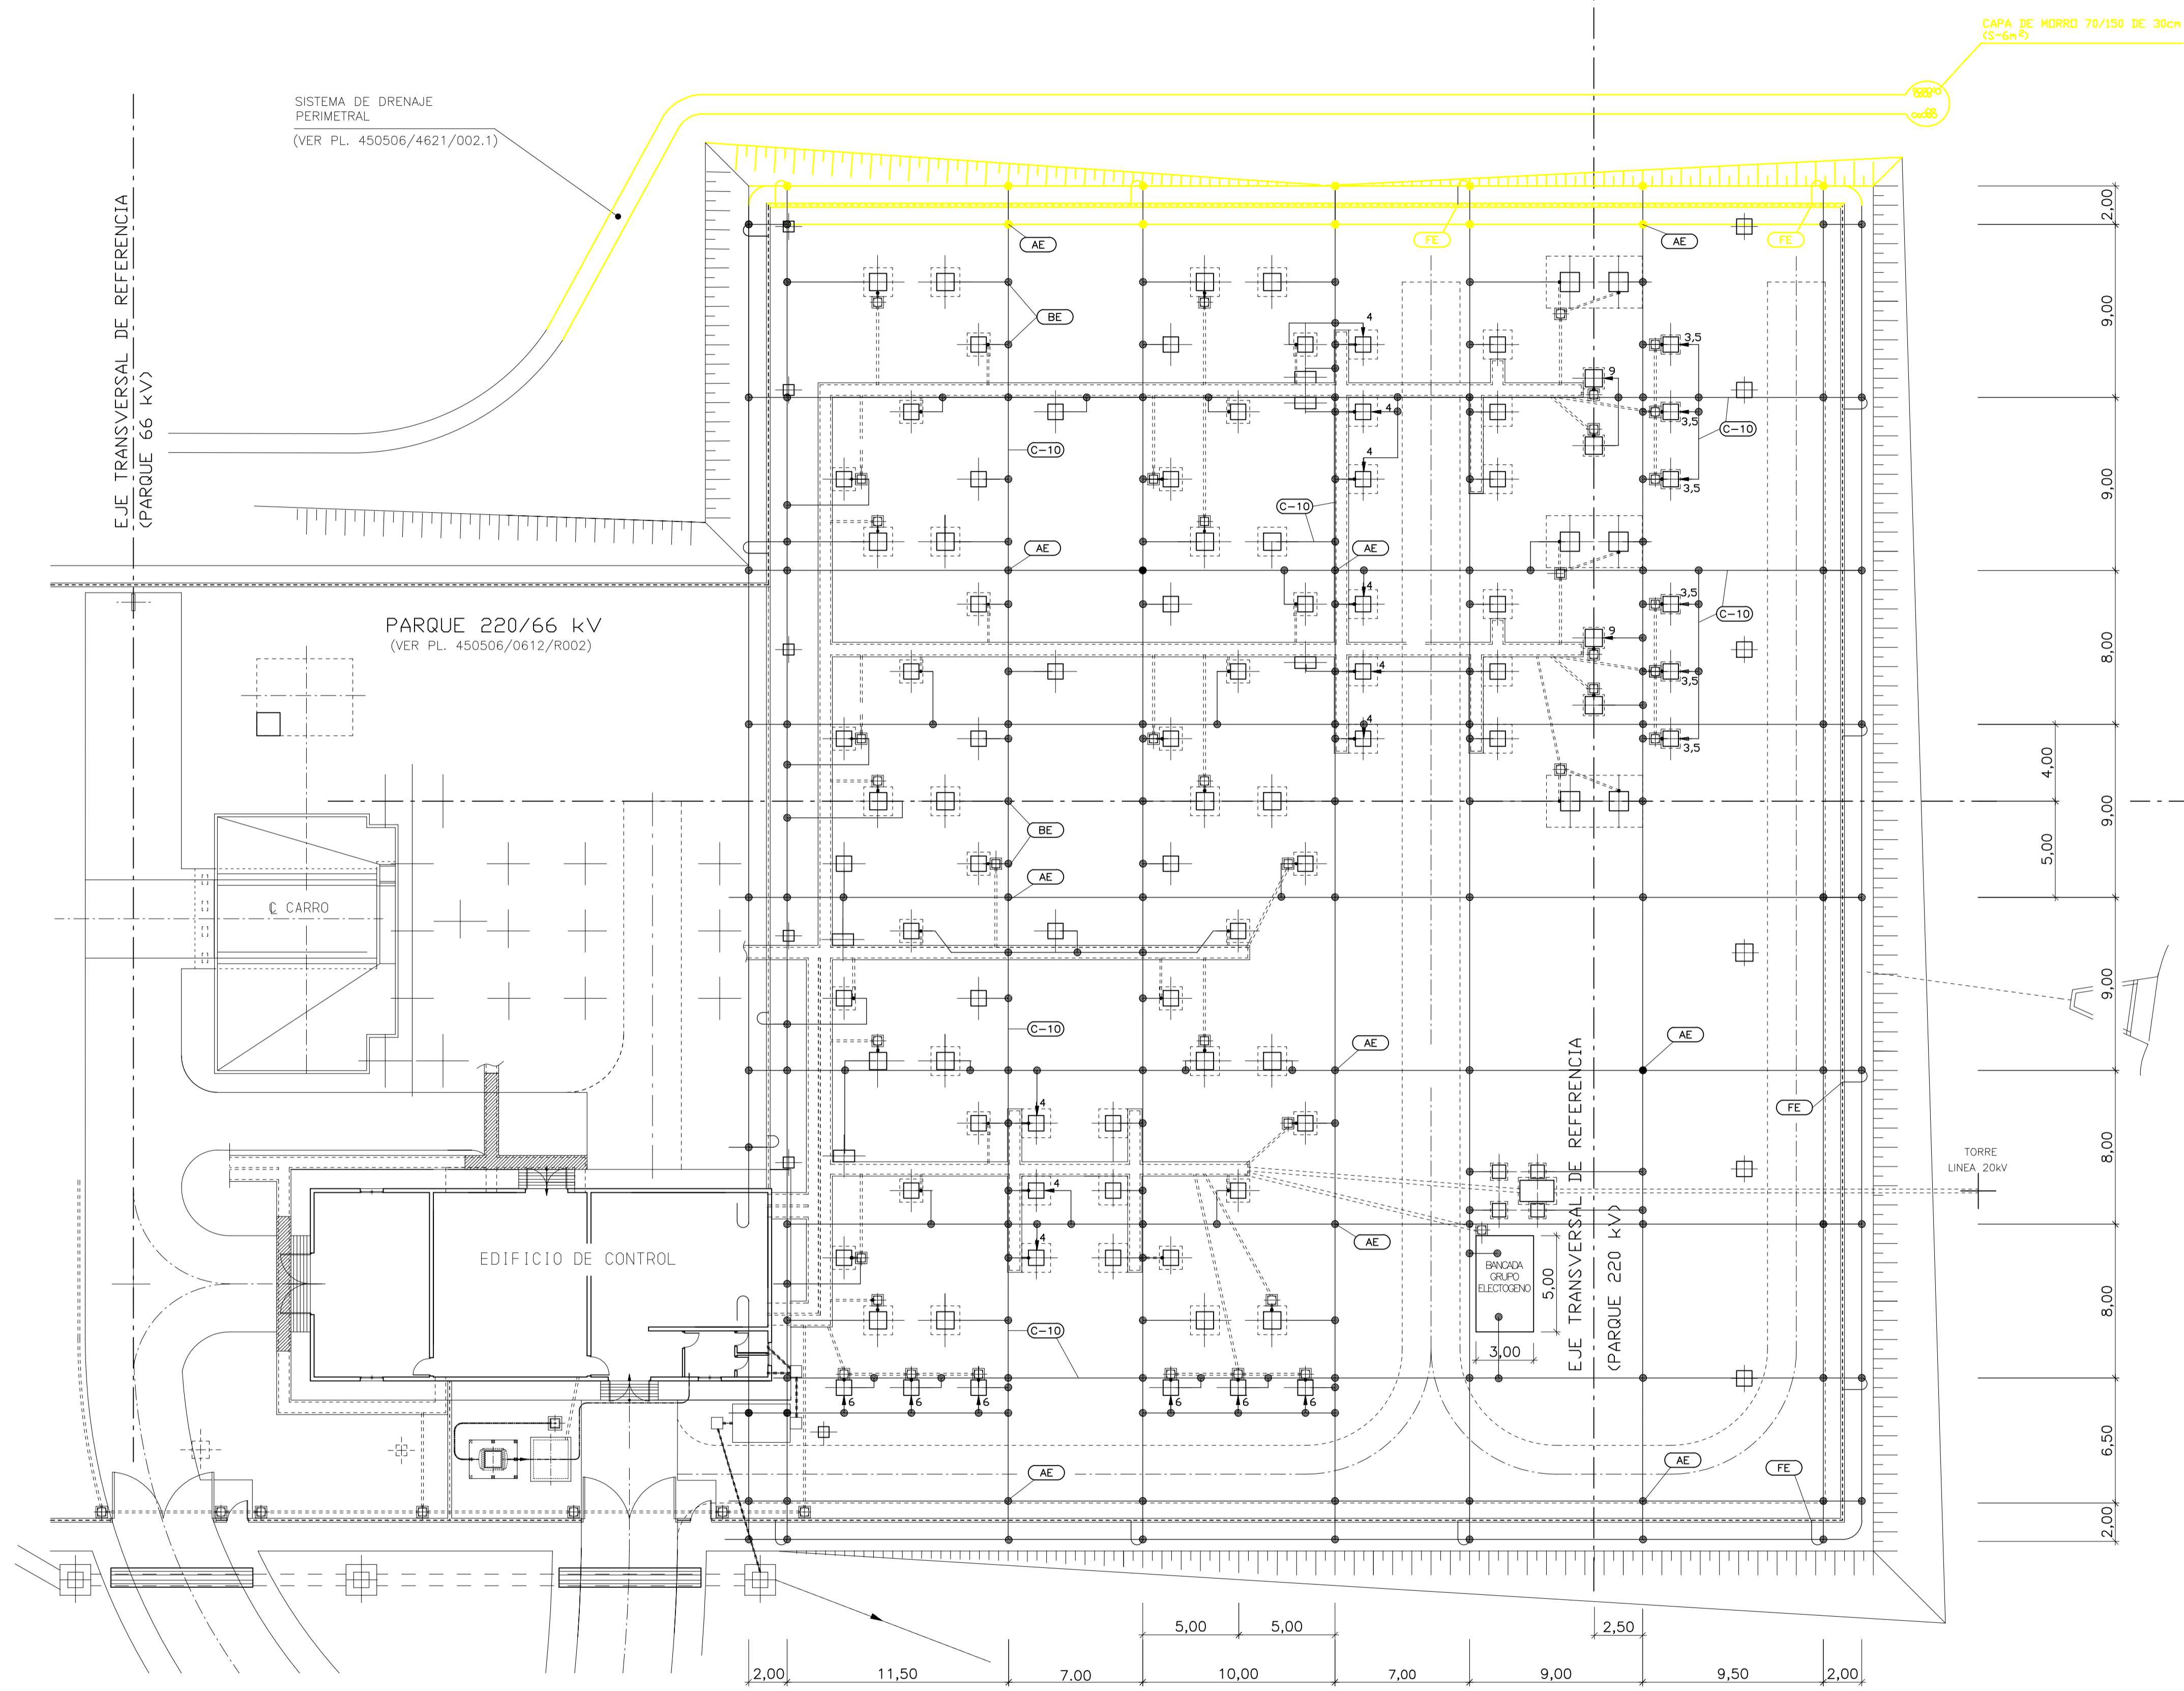 CAPA DE MORRO 70/150 DE 30cm
(S-6m²)
SISTEMA DE DRENAJE
PERIMETRAL
(VER PL. 450506/4621/002.1)
EJE TRANSVERSAL DE REFERENCIA
(PARQUE 66 kV)
2,00
AE
FE
AE
FE
9,00
BE
4
3,5
9
4
3,5
C-10
C-10
4
9,00
3,5
C-10
AE
AE
4
3,5
C-10
PARQUE 220/66 kV
(VER PL. 450506/0612/R002)
9
8,00
4
3,5
4
3,5
4,00
9,00
BE
5,00
AE
℄ CARRO
9,00
C-10
AE
AE
4
FE
EJE TRANSVERSAL DE REFERENCIA
(PARQUE 220 kV)
8,00
TORRE
LINEA 20kV
4
4
AE
EDIFICIO DE CONTROL
BANCADA
GRUPO
ELECTOGENO
5,00
8,00
C-10
3,00
6
6
6
6
6
6
6,50
AE
AE
FE
2,00
5,00
5,00
2,50
2,00
11,50
7.00
10,00
7,00
9,00
9,50
2,00